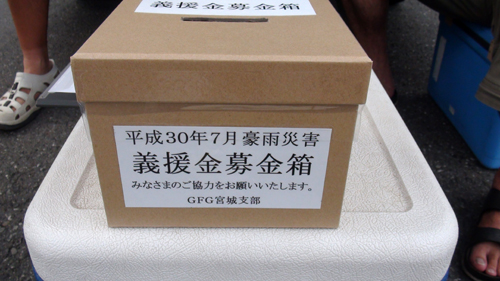 義援金募金箱
平成30年7月豪雨災害
義援金募金箱
みなさまのご協力をお願いいたします。
GFG宮城支部